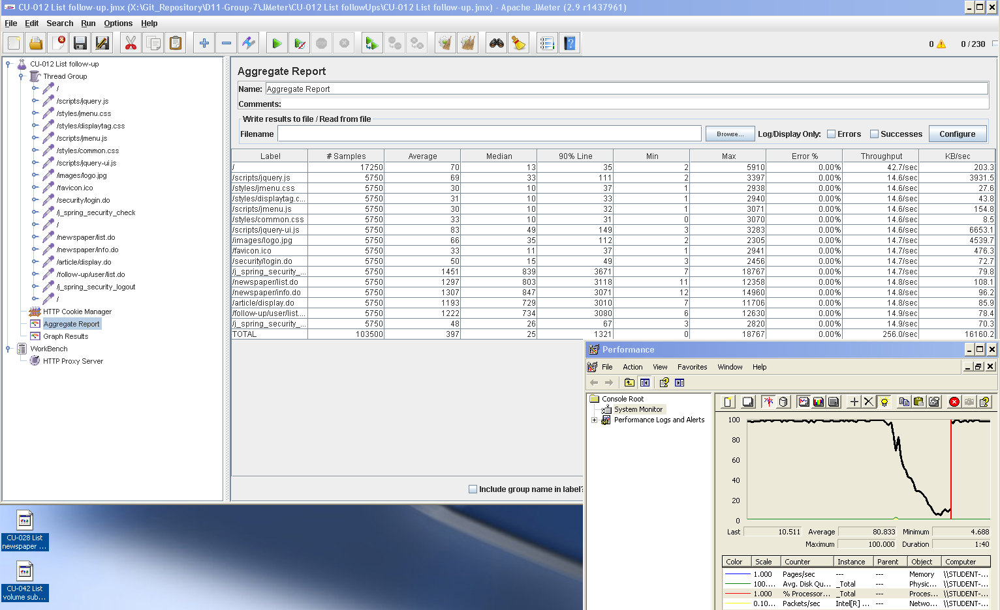 CU-012 List follow-up.jmx (X:\Git_Repository\D11-Group-7\JMeter\CU-012 List followUps\CU-012 List follow-up.jmx) - Apache JMeter (2.9 r1437961)
File Edit Search Run Options Help
0 0 / 230
CU-012 List follow-up
Thread Group
/
/scripts/jquery.js
/styles/jmenu.css
/styles/displaytag.css
/scripts/jmenu.js
/styles/common.css
/scripts/jquery-ui.js
/images/logo.jpg
/favicon.ico
/security/login.do
/j_spring_security_check
/
/newspaper/list.do
/newspaper/info.do
/article/display.do
/follow-up/user/list.do
/j_spring_security_logout
/
HTTP Cookie Manager
Aggregate Report
Graph Results
WorkBench
HTTP Proxy Server
Aggregate Report
Name: Aggregate Report
Comments:
Write results to file / Read from file
Filename Browse... Log/Display Only: Errors Successes Configure
Label # Samples Average Median 90% Line Min Max Error % Throughput KB/sec
/ 17250 70 13 35 2 5910 0.00% 42.7/sec 203.3
/scripts/jquery.js 5750 69 33 111 2 3397 0.00% 14.6/sec 3931.5
/styles/jmenu.css 5750 30 10 37 1 2938 0.00% 14.6/sec 27.6
/styles/displaytag.c... 5750 31 10 33 1 2940 0.00% 14.6/sec 43.8
/scripts/jmenu.js 5750 30 10 32 1 3071 0.00% 14.6/sec 154.8
/styles/common.css 5750 33 10 31 0 3070 0.00% 14.6/sec 8.5
/scripts/jquery-ui.js 5750 83 49 149 3 3283 0.00% 14.6/sec 6653.1
/images/logo.jpg 5750 66 35 112 2 2305 0.00% 14.7/sec 4539.7
/favicon.ico 5750 33 11 37 1 2941 0.00% 14.7/sec 476.3
/security/login.do 5750 50 15 49 3 2456 0.00% 14.7/sec 72.7
/j_spring_security_... 5750 1451 839 3671 7 18767 0.00% 14.7/sec 79.8
/newspaper/list.do 5750 1297 803 3118 11 12358 0.00% 14.8/sec 108.1
/newspaper/info.do 5750 1307 847 3071 12 14960 0.00% 14.8/sec 96.2
/article/display.do 5750 1193 729 3010 7 11706 0.00% 14.8/sec 85.9
/follow-up/user/list.... 5750 1222 734 3080 6 12630 0.00% 14.9/sec 78.4
/j_spring_security_... 5750 48 26 67 3 2820 0.00% 14.9/sec 70.3
TOTAL 103500 397 25 1321 0 18767 0.00% 256.0/sec 16160.2
Include group name in label?
Performance
File Action View Favorites Window Help
Console Root
System Monitor
Performance Logs and Alerts
100
80
60
40
20
0
Last 10.511 Average 80.833 Minimum 4.688
Maximum 100.000 Duration 1:40
Color Scale Counter Instance Parent Object Computer
1.000 Pages/sec --- --- Memory \\STUDENT-...
100.... Avg. Disk Qu... _Total --- Physic... \\STUDENT-...
1.000 % Processor... _Total --- Proces... \\STUDENT-...
0.10... Packets/sec Intel[R] ... --- Netwo... \\STUDENT-...
CU-028 List
newspaper ...
CU-042 List
volume sub...